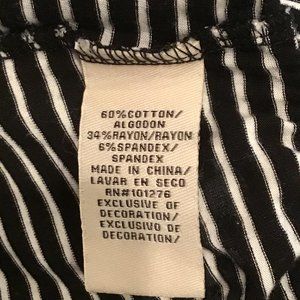 60%COTTON/
ALGODON
34%RAYON/RAYON
6%SPANDEX/
SPANDEX
MADE IN CHINA/
LAVAR EN SECO
RN#101276
EXCLUSIVE OF
DECORATION/
EXCLUSIVO DE
DECORATION/